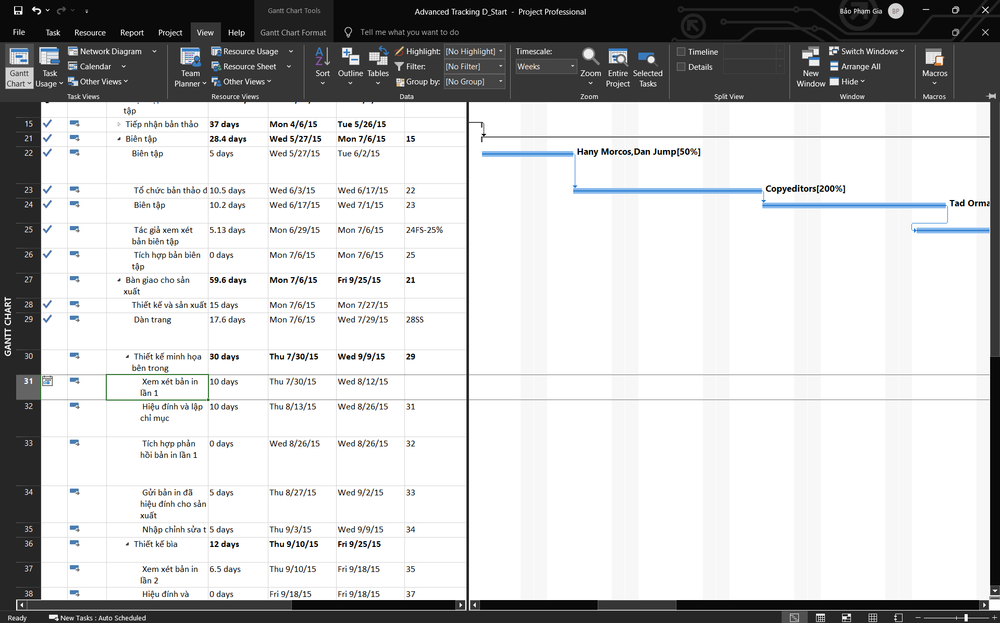 Gantt Chart Tools
Advanced Tracking D_Start - Project Professional
Bảo Phạm Gia
BP
File Task Resource Report Project View Help Gantt Chart Format Tell me what you want to do
Gantt Chart
Task Usage
Network Diagram
Calendar
Other Views
Task Views
Team Planner
Resource Usage
Resource Sheet
Other Views
Resource Views
Sort
Outline
Tables
Highlight: [No Highlight]
Filter: [No Filter]
Group by: [No Group]
Data
Timescale:
Weeks
Zoom
Entire Project
Selected Tasks
Zoom
Timeline
Details
Split View
New Window
Switch Windows
Arrange All
Hide
Window
Macros
Macros
GANTT CHART
tập
15 Tiếp nhận bản thảo 37 days Mon 4/6/15 Tue 5/26/15
21 Biên tập 28.4 days Wed 5/27/15 Mon 7/6/15 15
22 Biên tập 5 days Wed 5/27/15 Tue 6/2/15
Hany Morcos,Dan Jump[50%]
23 Tổ chức bản thảo đ 10.5 days Wed 6/3/15 Wed 6/17/15 22
Copyeditors[200%]
24 Biên tập 10.2 days Wed 6/17/15 Wed 7/1/15 23
Tad Orma
25 Tác giả xem xét 5.13 days Mon 6/29/15 Mon 7/6/15 24FS-25%
bản biên tập
26 Tích hợp bản biên 0 days Mon 7/6/15 Mon 7/6/15 25
tập
27 Bàn giao cho sản 59.6 days Mon 7/6/15 Fri 9/25/15 21
xuất
28 Thiết kế và sản xuất 15 days Mon 7/6/15 Mon 7/27/15
29 Dàn trang 17.6 days Mon 7/6/15 Wed 7/29/15 28SS
30 Thiết kế minh họa 30 days Thu 7/30/15 Wed 9/9/15 29
bên trong
31 Xem xét bản in 10 days Thu 7/30/15 Wed 8/12/15
lần 1
32 Hiệu đính và lập 10 days Thu 8/13/15 Wed 8/26/15 31
chỉ mục
33 Tích hợp phản 0 days Wed 8/26/15 Wed 8/26/15 32
hồi bản in lần 1
34 Gửi bản in đã 5 days Thu 8/27/15 Wed 9/2/15 33
hiệu đính cho sản
xuất
35 Nhập chỉnh sửa t 5 days Thu 9/3/15 Wed 9/9/15 34
36 Thiết kế bìa 12 days Thu 9/10/15 Fri 9/25/15
37 Xem xét bản in 6.5 days Thu 9/10/15 Fri 9/18/15 35
lần 2
38 Hiệu đính và 0 days Fri 9/18/15 Fri 9/18/15 37
Ready New Tasks : Auto Scheduled